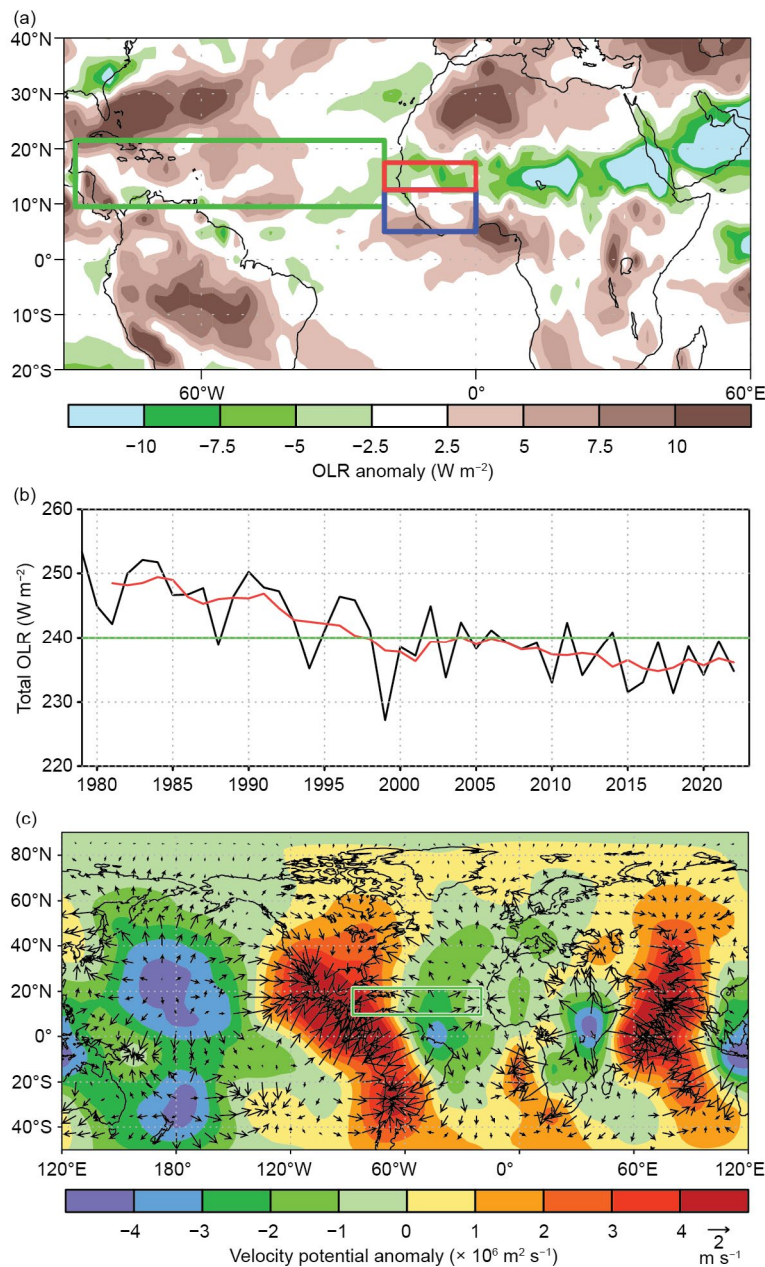 (a)
40°N
30°N
20°N
10°N
0°
10°S
20°S
60°W 0° 60°E
−10 −7.5 −5 −2.5 2.5 5 7.5 10
OLR anomaly (W m⁻²)
(b)
260
250
240
230
220
Total OLR (W m⁻²)
1980 1985 1990 1995 2000 2005 2010 2015 2020
(c)
80°N
60°N
40°N
20°N
0°
20°S
40°S
120°E 180° 120°W 60°W 0° 60°E 120°E
−4 −3 −2 −1 0 1 2 3 4 2
Velocity potential anomaly (× 10⁶ m² s⁻¹) m s⁻¹